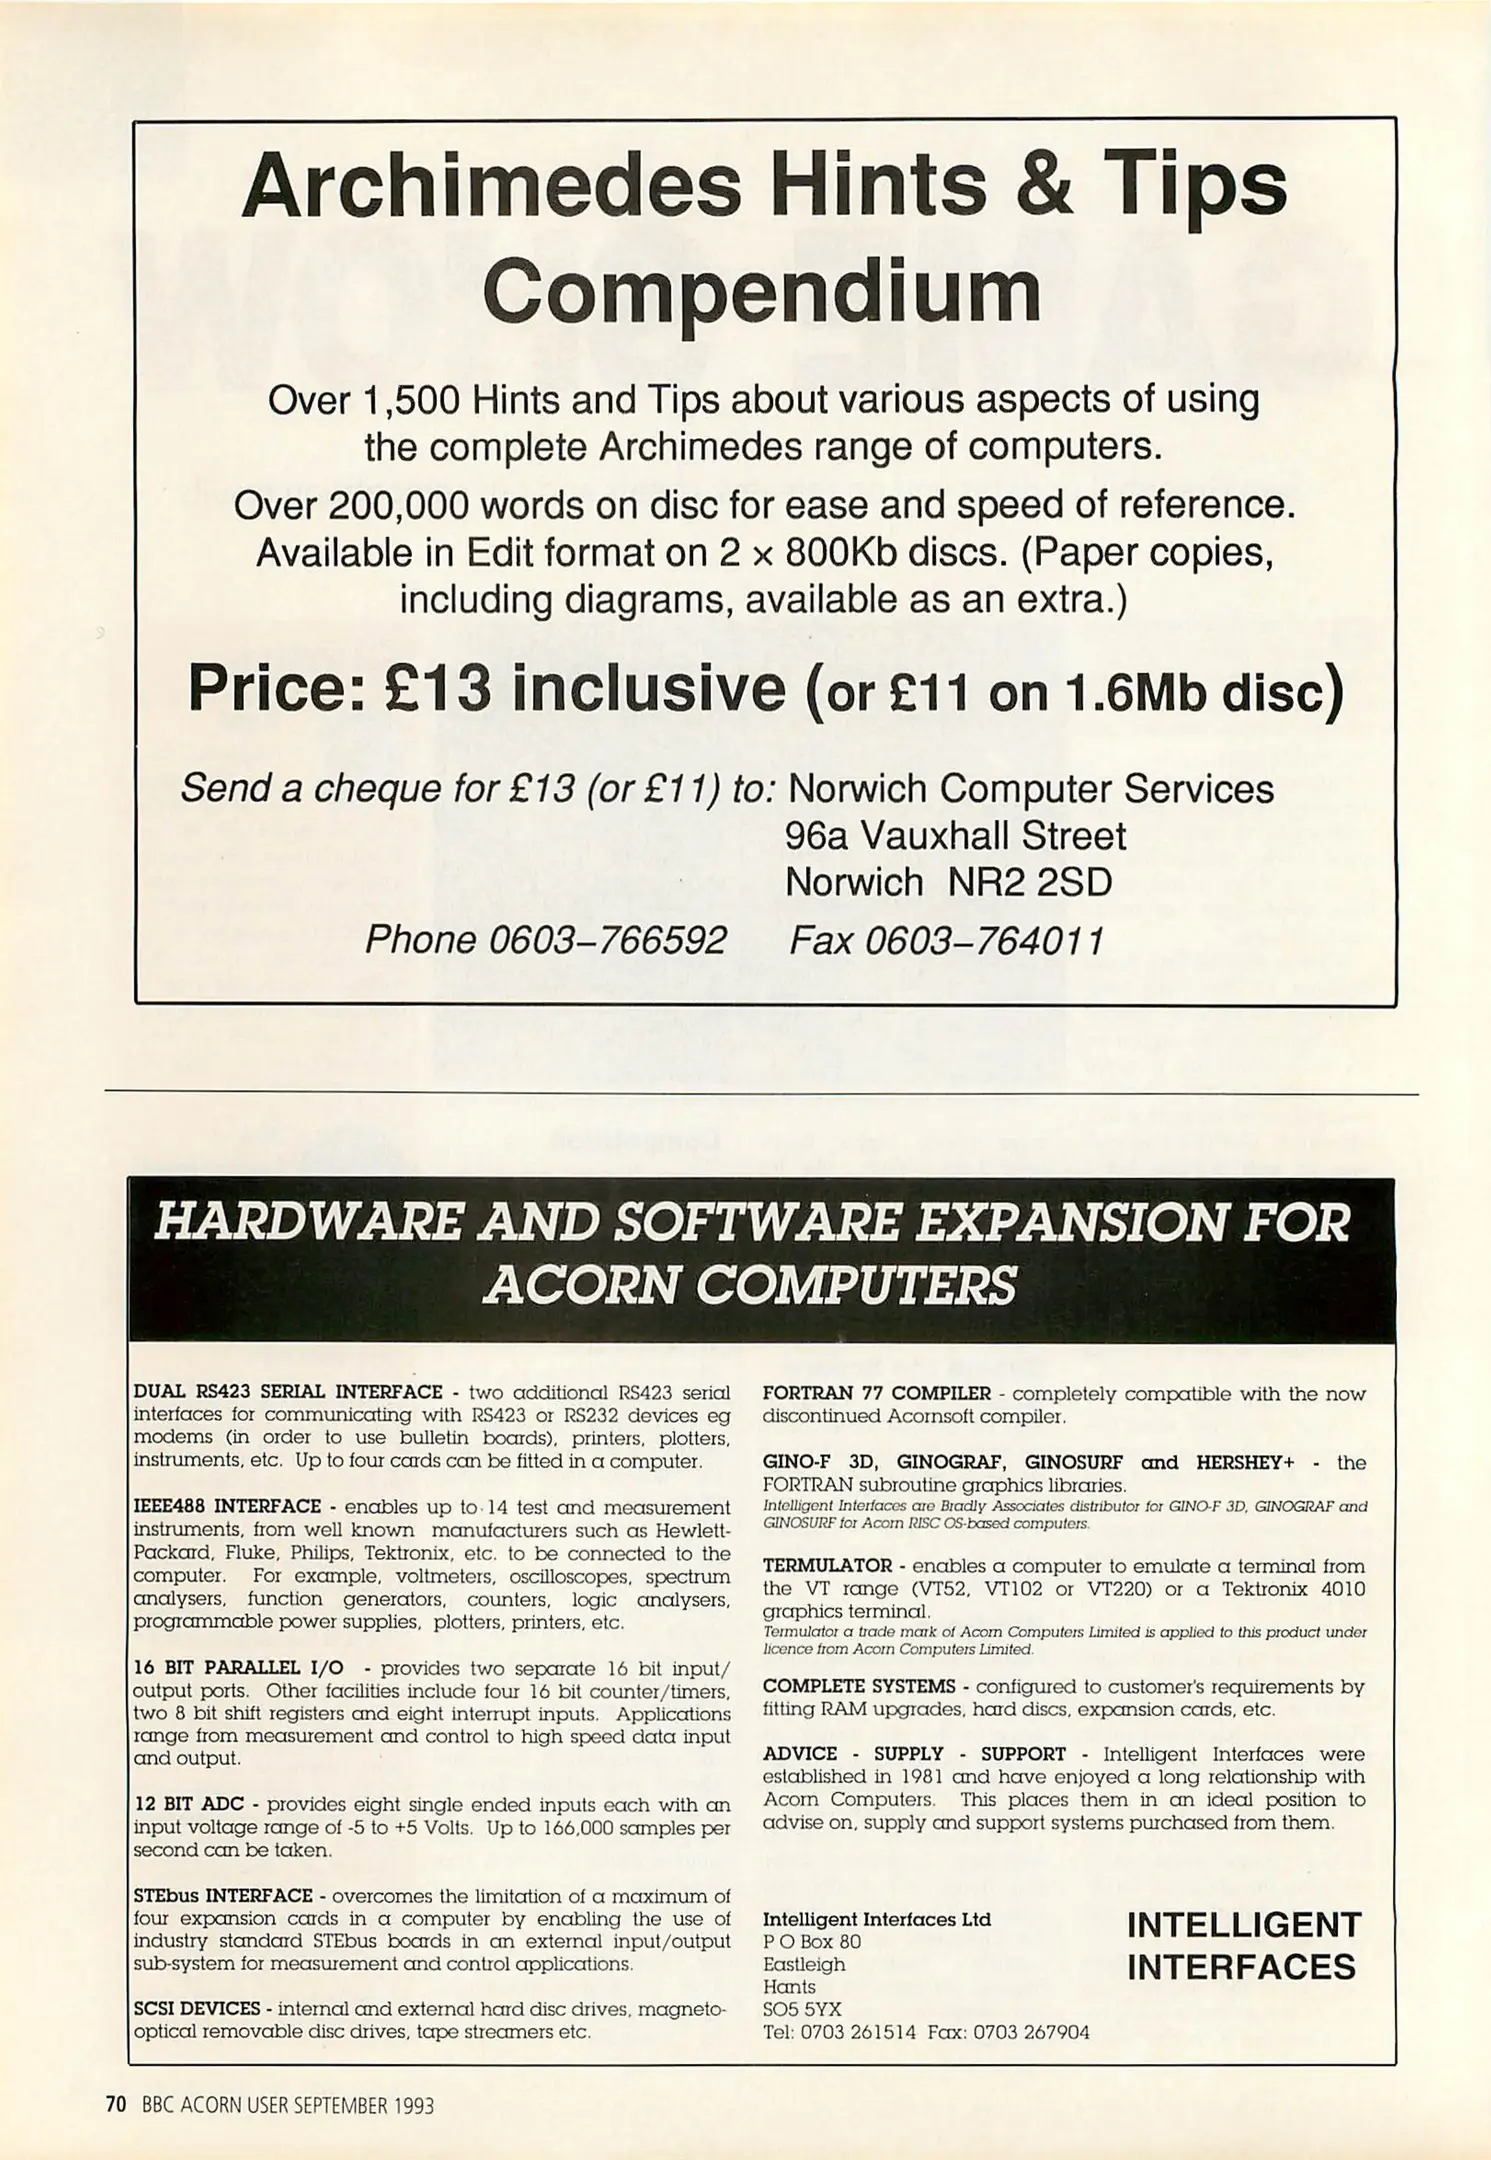 Archimedes Hints & Tips
Compendium
Over 1,500 Hints and Tips about various aspects of using
the complete Archimedes range of computers.
Over 200,000 words on disc for ease and speed of reference.
Available in Edit format on 2 x 800Kb discs. (Paper copies,
including diagrams, available as an extra.)
Price: £13 inclusive (or £11 on 1.6Mb disc)
Send a cheque for £13 (or £11) to: Norwich Computer Services
96a Vauxhall Street
Norwich NR2 2SD
Phone 0603–766592 Fax 0603–764011
HARDWARE AND SOFTWARE EXPANSION FOR
ACORN COMPUTERS
DUAL RS423 SERIAL INTERFACE - two additional RS423 serial
interfaces for communicating with RS423 or RS232 devices eg
modems (in order to use bulletin boards), printers, plotters,
instruments, etc. Up to four cards can be fitted in a computer.
IEEE488 INTERFACE - enables up to 14 test and measurement
instruments, from well known manufacturers such as Hewlett-
Packard, Fluke, Philips, Tektronix, etc. to be connected to the
computer. For example, voltmeters, oscilloscopes, spectrum
analysers, function generators, counters, logic analysers,
programmable power supplies, plotters, printers, etc.
16 BIT PARALLEL I/O - provides two separate 16 bit input/
output ports. Other facilities include four 16 bit counter/timers,
two 8 bit shift registers and eight interrupt inputs. Applications
range from measurement and control to high speed data input
and output.
12 BIT ADC - provides eight single ended inputs each with an
input voltage range of -5 to +5 Volts. Up to 166,000 samples per
second can be taken.
STEbus INTERFACE - overcomes the limitation of a maximum of
four expansion cards in a computer by enabling the use of
industry standard STEbus boards in an external input/output
sub-system for measurement and control applications.
SCSI DEVICES - internal and external hard disc drives, magneto-
optical removable disc drives, tape streamers etc.
FORTRAN 77 COMPILER - completely compatible with the now
discontinued Acornsoft compiler.
GINO-F 3D, GINOGRAF, GINOSURF and HERSHEY+ - the
FORTRAN subroutine graphics libraries.
Intelligent Interfaces are Bradly Associates distributor for GINO-F 3D, GINOGRAF and
GINOSURF for Acorn RISC OS-based computers.
TERMULATOR - enables a computer to emulate a terminal from
the VT range (VT52, VT102 or VT220) or a Tektronix 4010
graphics terminal.
Termulator a trade mark of Acorn Computers Limited is applied to this product under
licence from Acorn Computers Limited.
COMPLETE SYSTEMS - configured to customer's requirements by
fitting RAM upgrades, hard discs, expansion cards, etc.
ADVICE - SUPPLY - SUPPORT - Intelligent Interfaces were
established in 1981 and have enjoyed a long relationship with
Acorn Computers. This places them in an ideal position to
advise on, supply and support systems purchased from them.
Intelligent Interfaces Ltd
P O Box 80
Eastleigh
Hants
SO5 5YX
Tel: 0703 261514 Fax: 0703 267904
INTELLIGENT
INTERFACES
70 BBC ACORN USER SEPTEMBER 1993